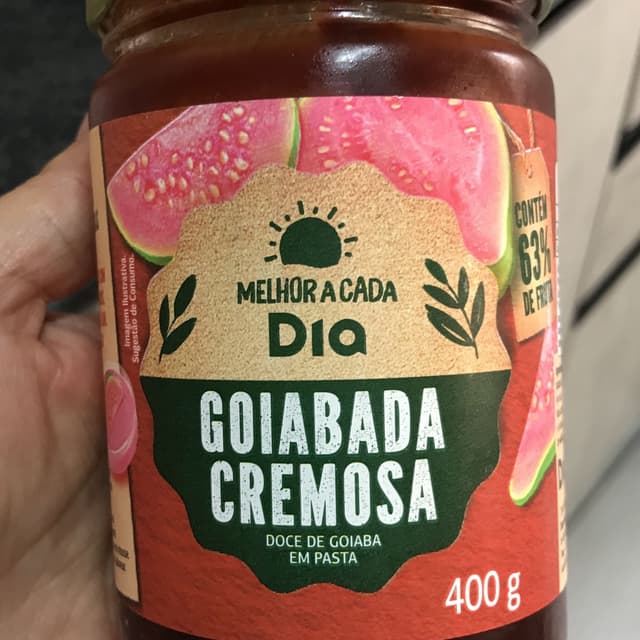 MELHOR A CADA
Dia
GOIABADA
CREMOSA
DOCE DE GOIABA
EM PASTA
400 g
CONTÉM
63%
DE FRUTA
Imagem Ilustrativa.
Sugestão de Consumo.